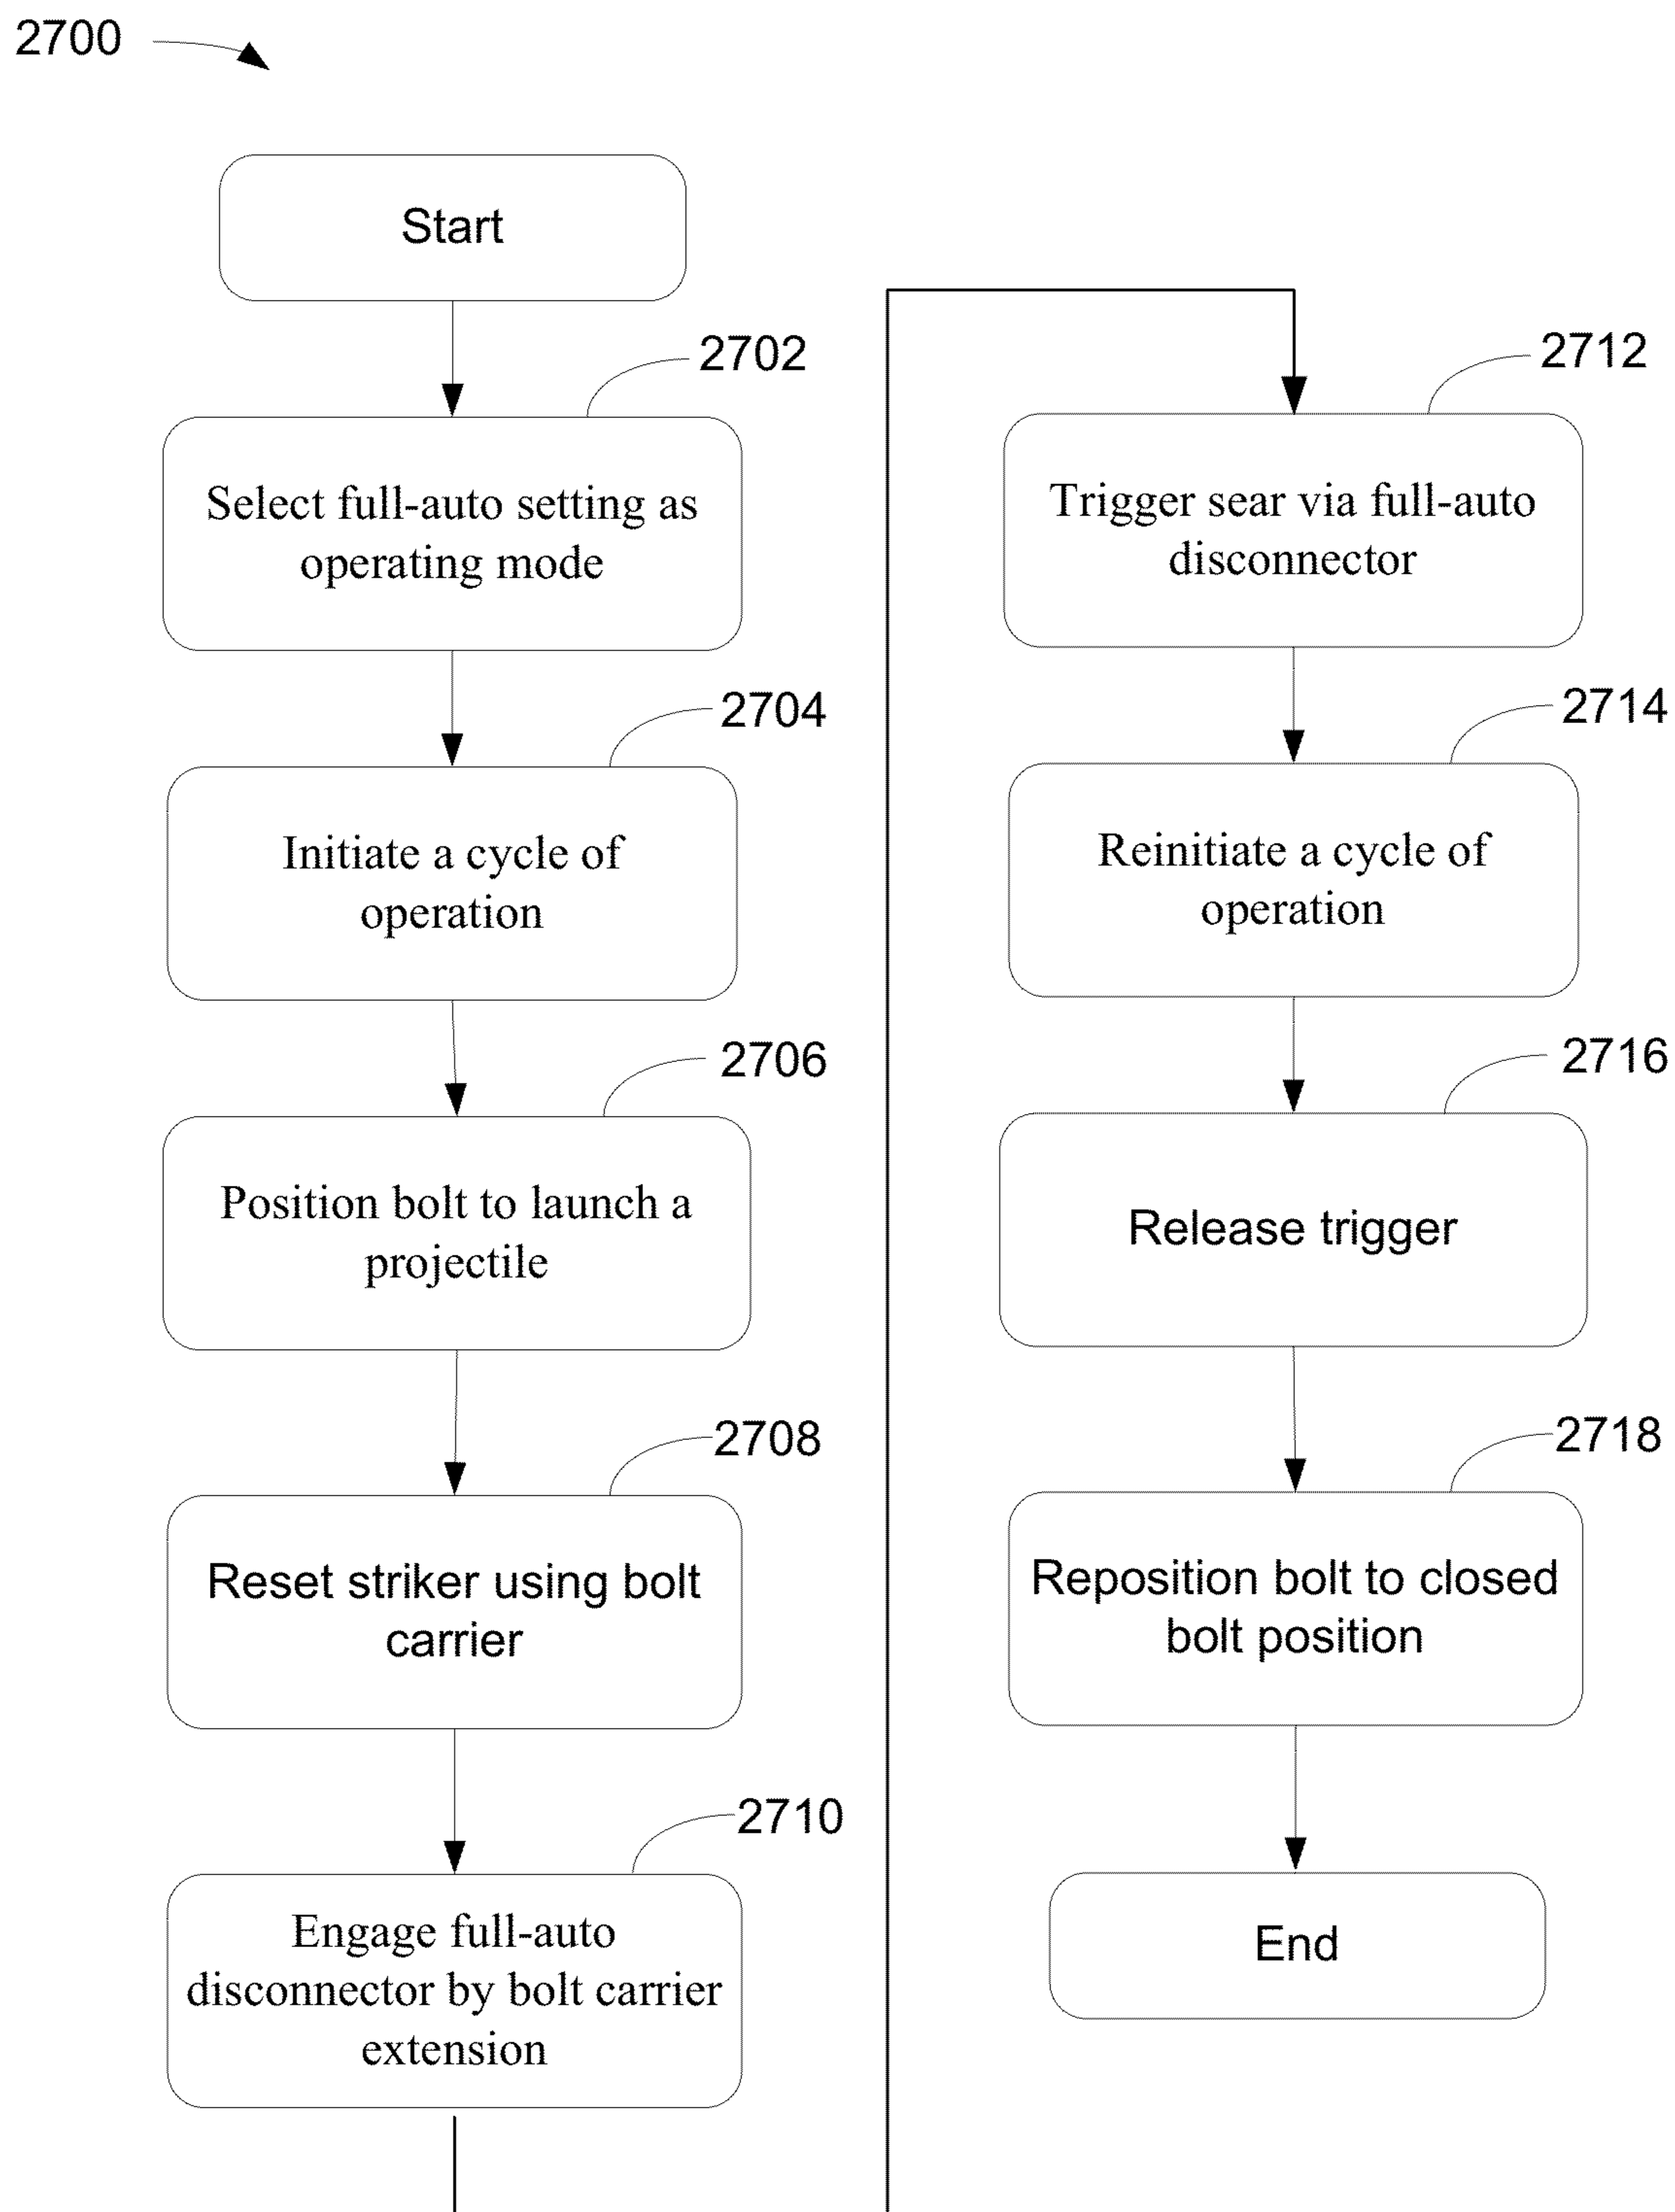 2700
Start
2702
Select full-auto setting as
operating mode
2704
Initiate a cycle of
operation
2706
Position bolt to launch a
projectile
2708
Reset striker using bolt
carrier
2710
Engage full-auto
disconnector by bolt carrier
extension
2712
Trigger sear via full-auto
disconnector
2714
Reinitiate a cycle of
operation
2716
Release trigger
2718
Reposition bolt to closed
bolt position
End